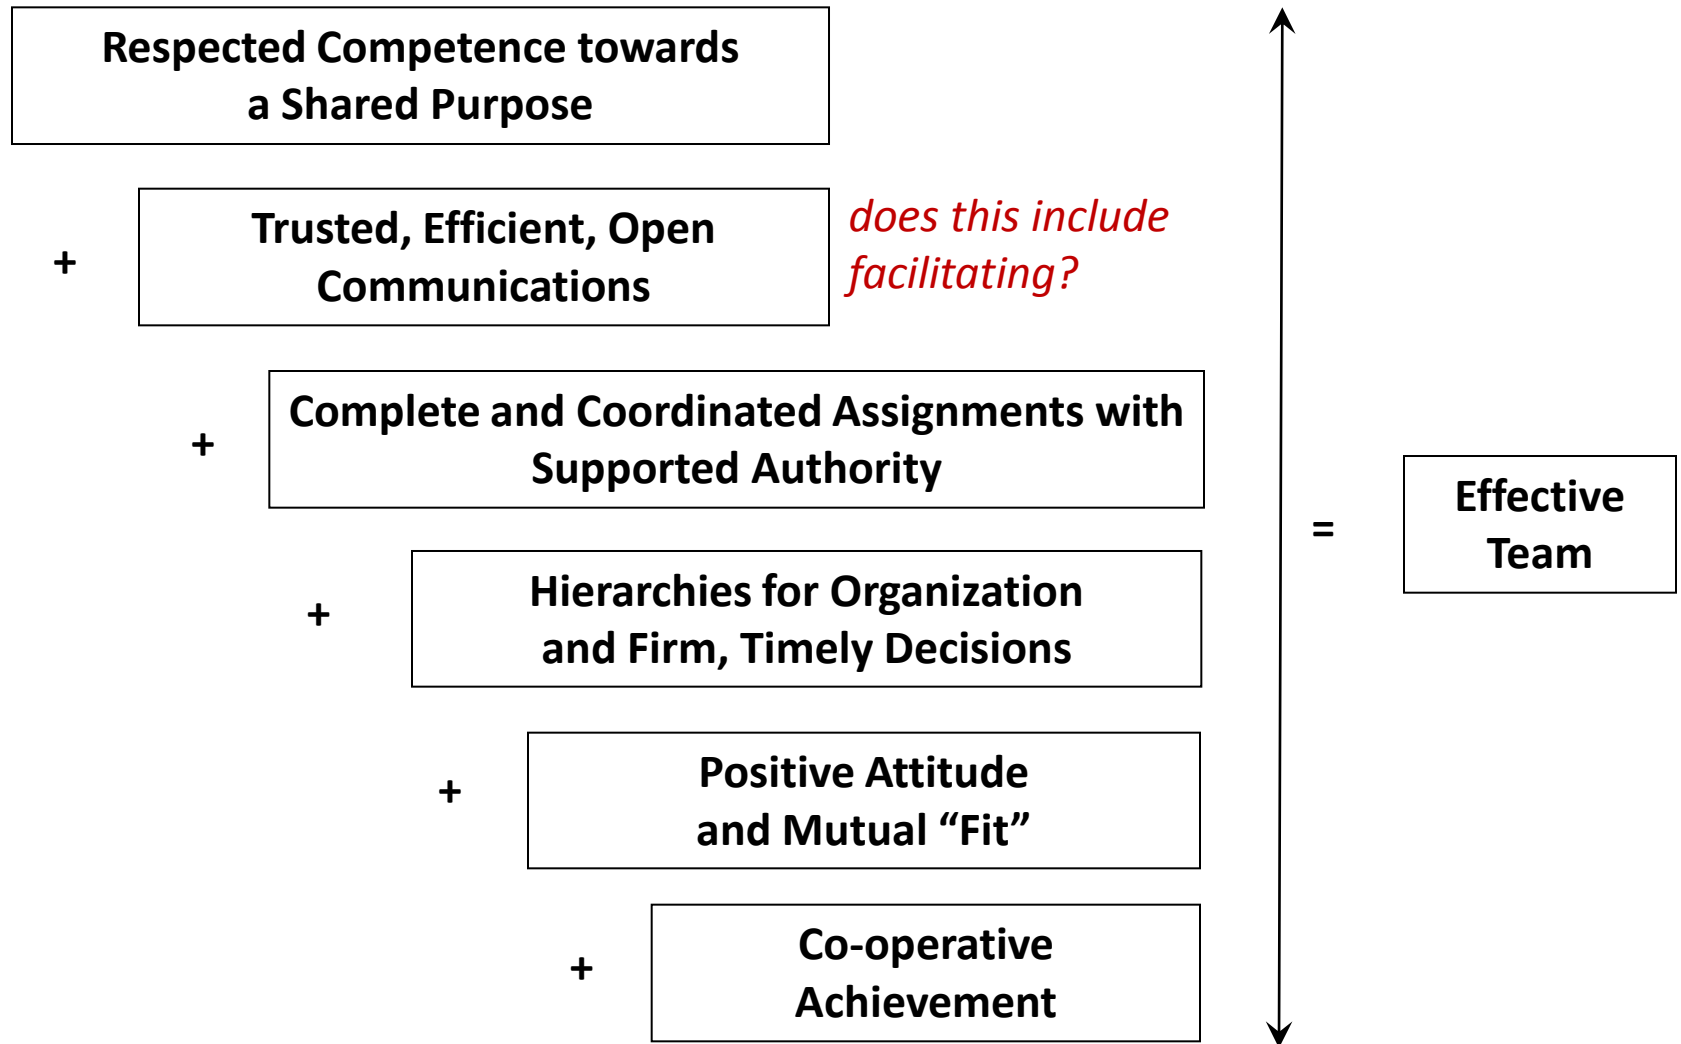 Respected Competence towards
a Shared Purpose
+
Trusted, Efficient, Open
Communications
does this include
facilitating?
+
Complete and Coordinated Assignments with
Supported Authority
+
Hierarchies for Organization
and Firm, Timely Decisions
+
Positive Attitude
and Mutual “Fit”
+
Co-operative
Achievement
=
Effective
Team